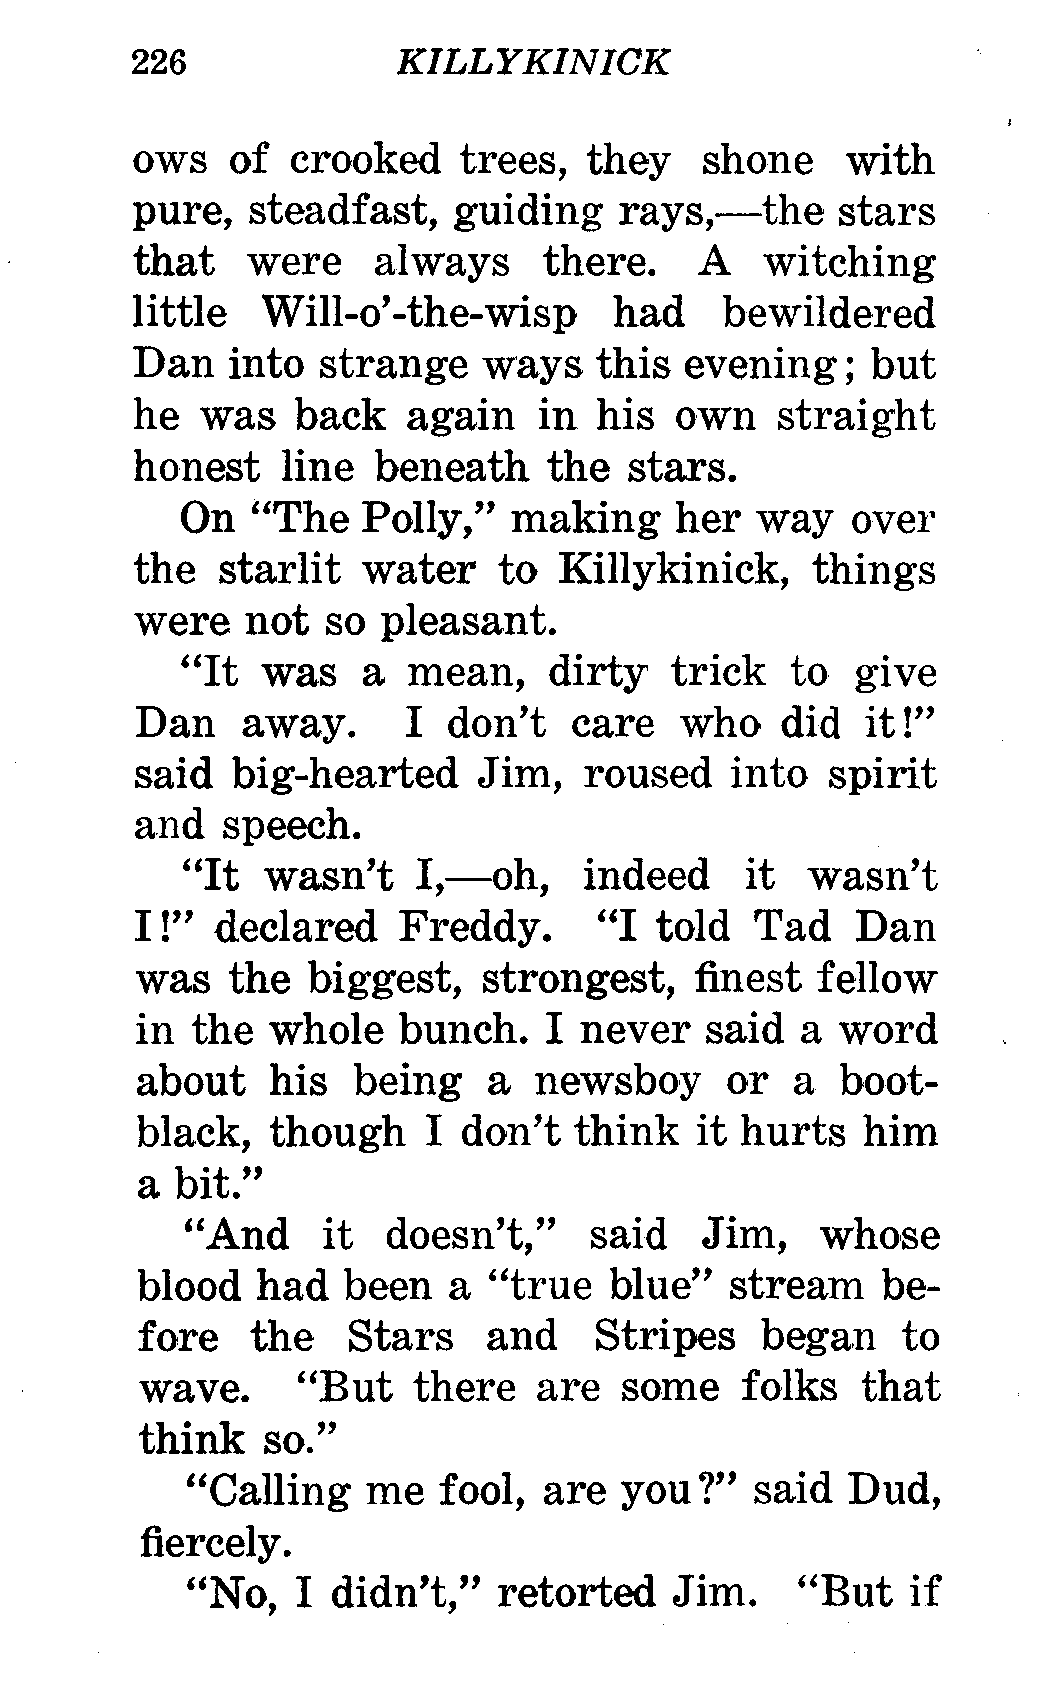 226 KILLYKINICK
ows of crooked trees, they shone with
pure, steadfast, guiding rays,—the stars
that were always there. A witching
little Will-o'-the-wisp had bewildered
Dan into strange ways this evening; but
he was back again in his own straight
honest line beneath the stars.
On “The Polly,” making her way over
the starlit water to Killykinick, things
were not so pleasant.
“It was a mean, dirty trick to give
Dan away. I don't care who did it!”
said big-hearted Jim, roused into spirit
and speech.
“It wasn't I,—oh, indeed it wasn't
I!” declared Freddy. “I told Tad Dan
was the biggest, strongest, finest fellow
in the whole bunch. I never said a word
about his being a newsboy or a boot-
black, though I don't think it hurts him
a bit.”
“And it doesn't,” said Jim, whose
blood had been a “true blue” stream be-
fore the Stars and Stripes began to
wave. “But there are some folks that
think so.”
“Calling me fool, are you?” said Dud,
fiercely.
“No, I didn't,” retorted Jim. “But if